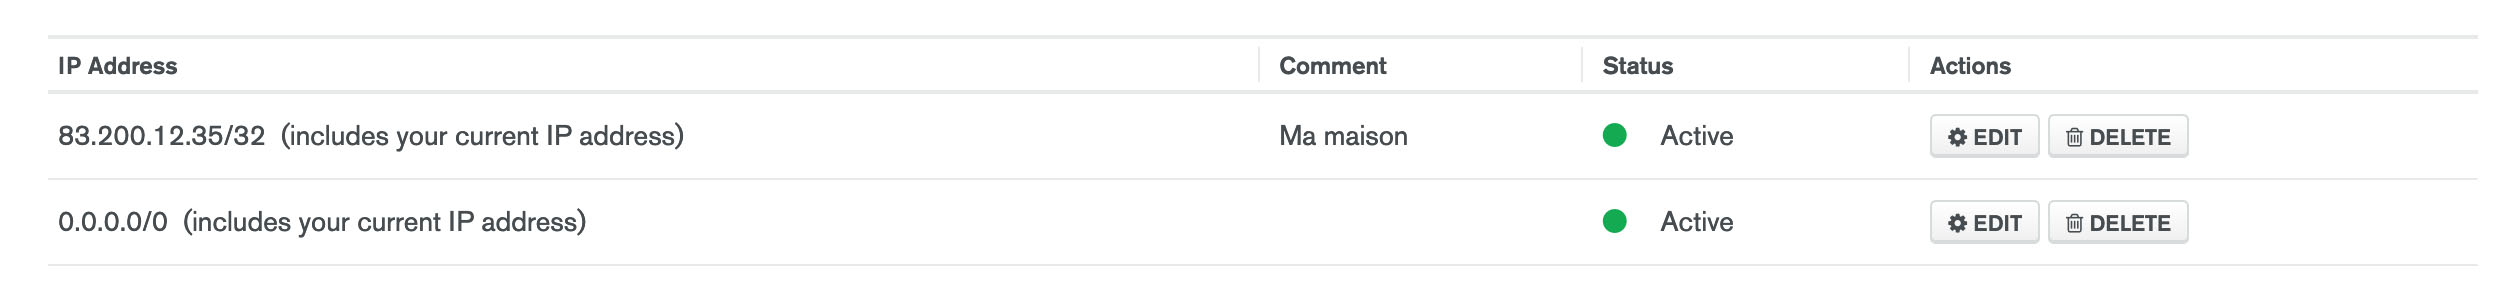 IP Address Comment Status Actions
83.200.12.35/32 (includes your current IP address) Ma maison Active EDIT DELETE
0.0.0.0/0 (includes your current IP address) Active EDIT DELETE